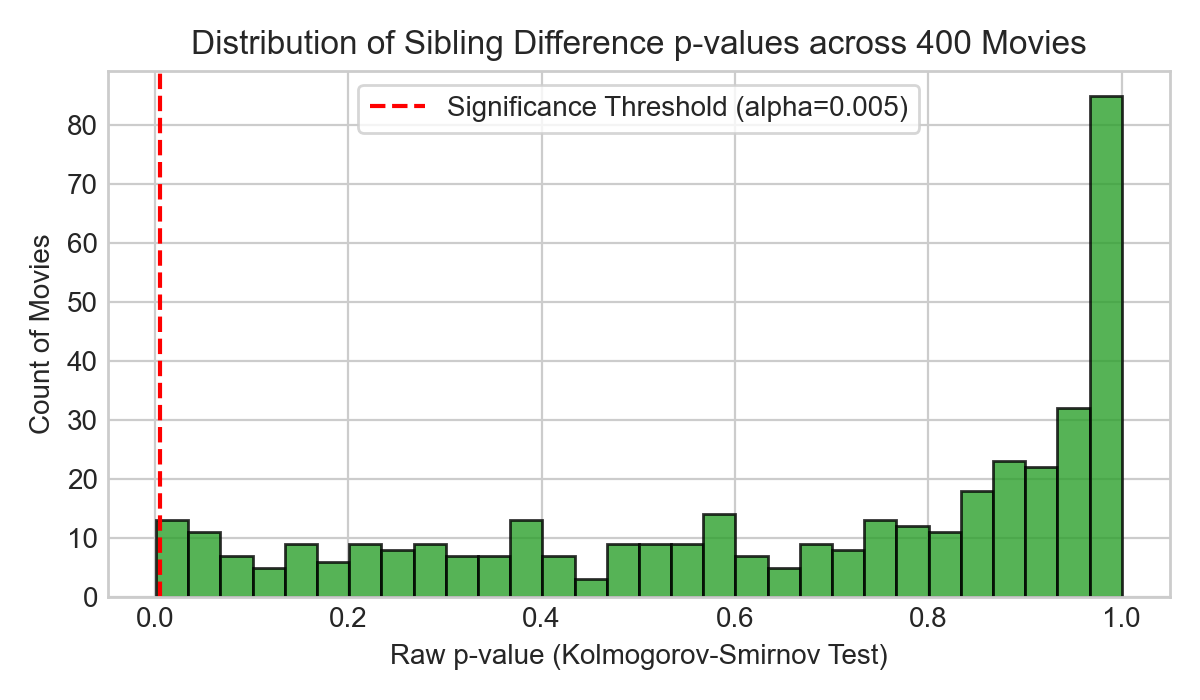 Distribution of Sibling Difference p-values across 400 Movies
Significance Threshold (alpha=0.005)
Count of Movies
80
70
60
50
40
30
20
10
0
0.0 0.2 0.4 0.6 0.8 1.0
Raw p-value (Kolmogorov-Smirnov Test)